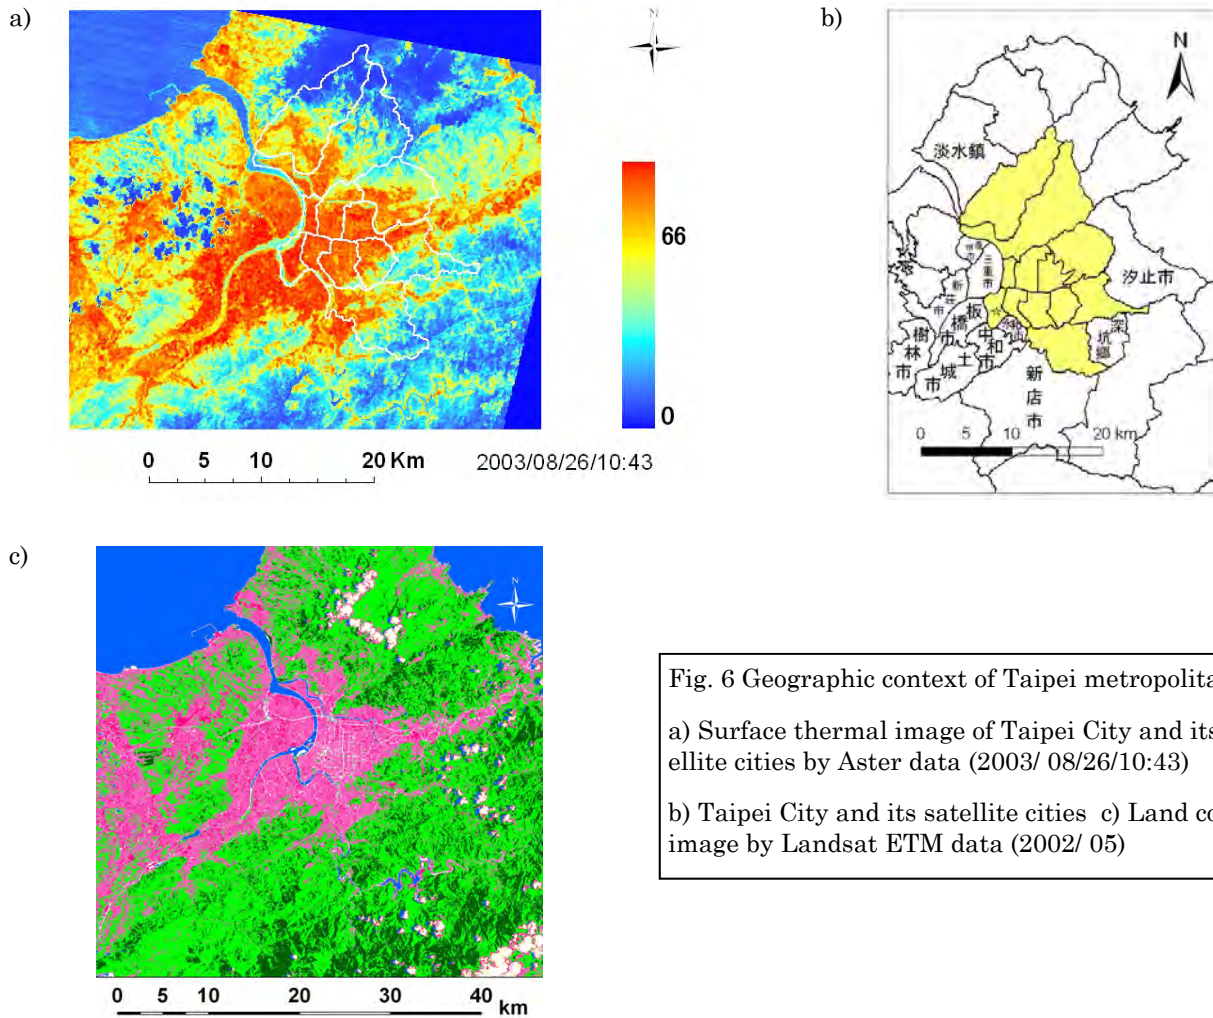 a)
N
66
0
0 5 10 20 Km
2003/08/26/10:43
b)
N
淡水鎮
三重市
汐止市
新莊市
板橋市
樹林市
土城市
中和市
深坑鄉
新店市
0 5 10 20 km
c)
N
0 5 10 20 30 40 km
Fig. 6 Geographic context of Taipei metropolita
a) Surface thermal image of Taipei City and its
ellite cities by Aster data (2003/ 08/26/10:43)
b) Taipei City and its satellite cities c) Land co
image by Landsat ETM data (2002/ 05)